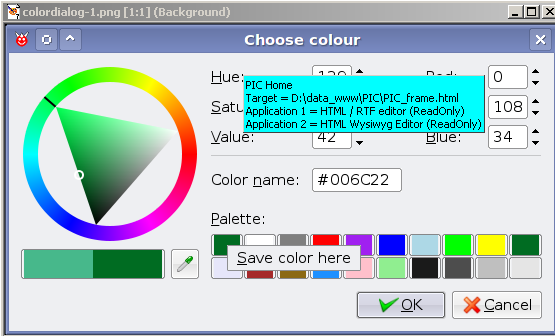 colordialog-1.png [1:1] (Background)
Choose colour
Hue:
Red: 0
PIC Home
Target = D:\data_www\PIC\PIC_frame.html
Application 1 = HTML / RTF editor (ReadOnly)
Application 2 = HTML Wysiwyg Editor (ReadOnly)
108
Value: 42 Blue: 34
Color name: #006C22
Palette:
Save color here
OK Cancel